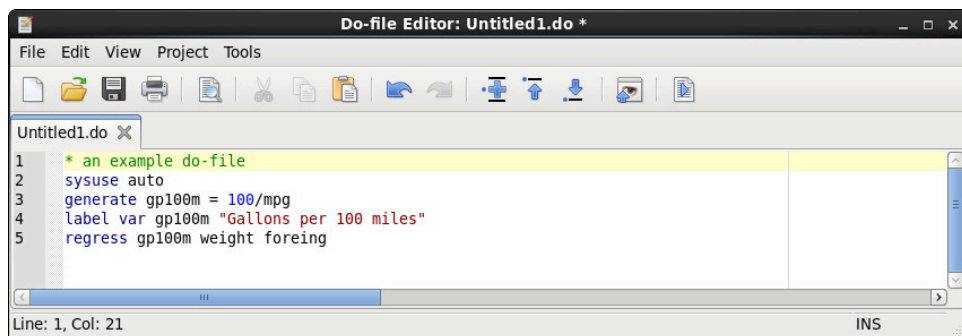 Do-file Editor: Untitled1.do *
File Edit View Project Tools
Untitled1.do
1 * an example do-file
2 sysuse auto
3 generate gp100m = 100/mpg
4 label var gp100m "Gallons per 100 miles"
5 regress gp100m weight foreing
Line: 1, Col: 21 INS